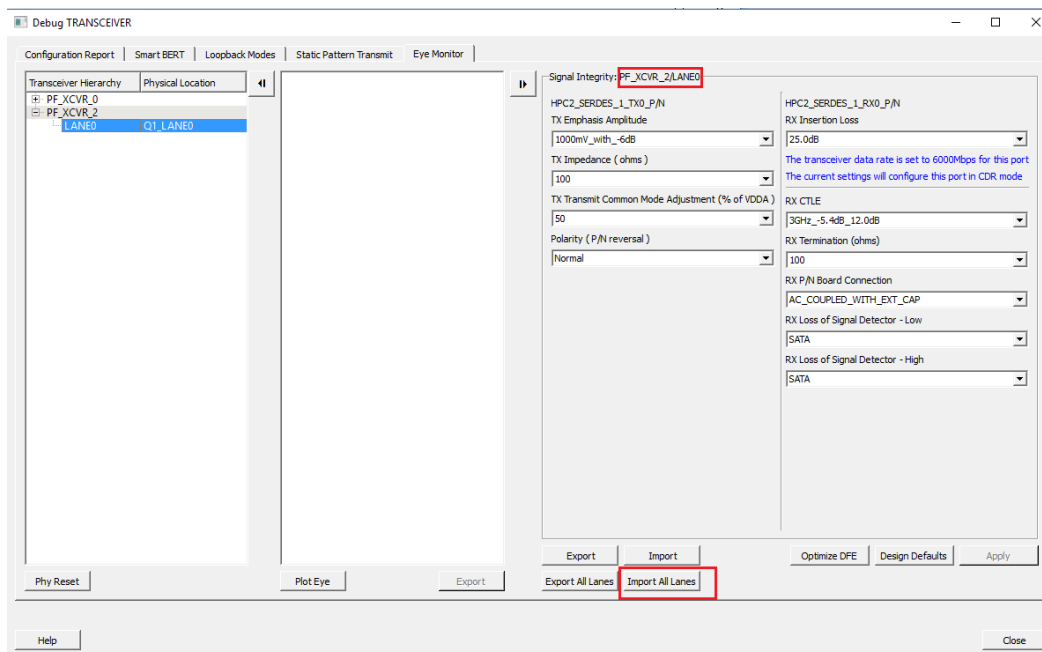 Debug TRANSCEIVER
Configuration Report
Smart BERT
Loopback Modes
Static Pattern Transmit
Eye Monitor
Transceiver Hierarchy
Physical Location
PF_XCVR_0
PF_XCVR_2
LANE0
Q1_LANE0
Phy Reset
Plot Eye
Export
Signal Integrity: PF_XCVR_2/LANE0
HPC2_SERDES_1_TX0_P/N
TX Emphasis Amplitude
1000mV_with_-6dB
TX Impedance ( ohms )
100
TX Transmit Common Mode Adjustment (% of VDDA )
50
Polarity ( P/N reversal )
Normal
HPC2_SERDES_1_RX0_P/N
RX Insertion Loss
25.0dB
The transceiver data rate is set to 6000Mbps for this port
The current settings will configure this port in CDR mode
RX CTLE
3GHz_-5.4dB_12.0dB
RX Termination (ohms)
100
RX P/N Board Connection
AC_COUPLED_WITH_EXT_CAP
RX Loss of Signal Detector - Low
SATA
RX Loss of Signal Detector - High
SATA
Export
Import
Optimize DFE
Design Defaults
Apply
Export All Lanes
Import All Lanes
Help
Close